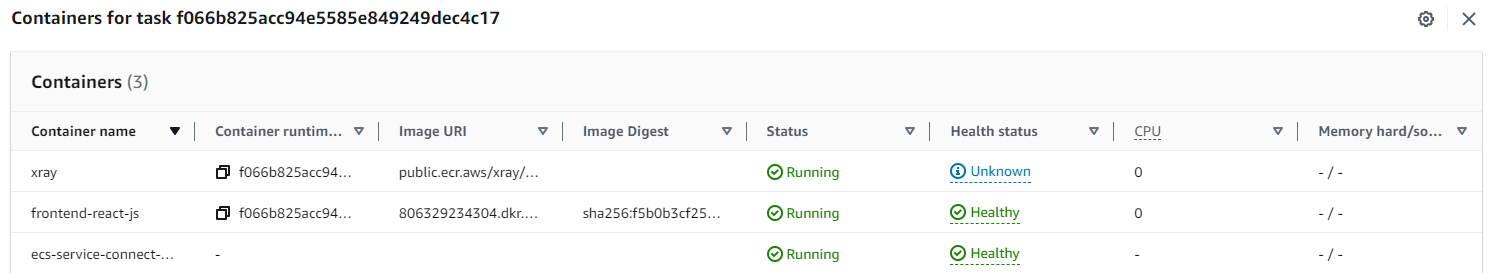 Containers for task f066b825acc94e5585e849249dec4c17
Containers (3)
Container name Container runtim... Image URI Image Digest Status Health status CPU Memory hard/so...
xray f066b825acc94... public.ecr.aws/xray/... Running Unknown 0 - / -
frontend-react-js f066b825acc94... 806329234304.dkr.... sha256:f5b0b3cf25... Running Healthy 0 - / -
ecs-service-connect-... - Running Healthy - - / -